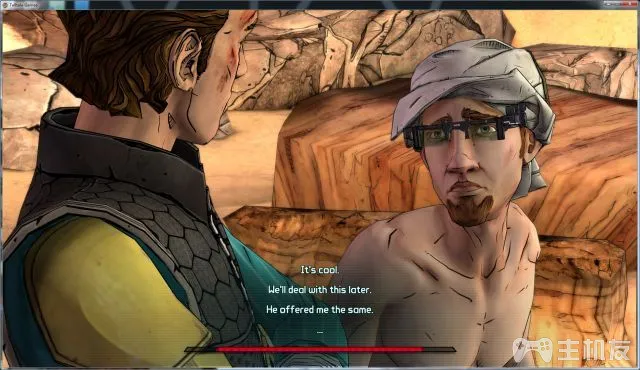 Telltale Games
It's cool.
We'll deal with this later.
He offered me the same.
...
主机友